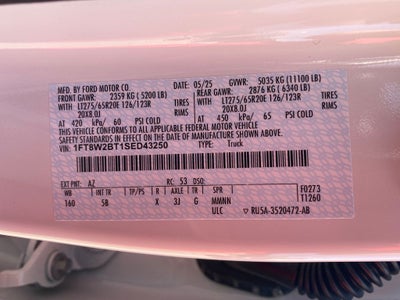 MFD. BY FORD MOTOR CO. 05/25 GVWR: 5035 KG (11100 LB)
FRONT GAWR: 2359 KG ( 5200 LB) REAR GAWR: 2876 KG ( 6340 LB)
LT275/65R20E 126/123R TIRES LT275/65R20E 126/123R TIRES
20X8.0J RIMS 20X8.0J RIMS
AT 420 kPa/ 60 PSI COLD AT 450 kPa/ 65 PSI COLD
THIS VEHICLE CONFORMS TO ALL APPLICABLE FEDERAL MOTOR VEHICLE
SAFETY STANDARDS IN EFFECT ON THE DATE OF MANUFACTURE SHOWN ABOVE.
VIN: 1FT8W2BT1SED43250 TYPE: Truck
EXT PNT: AZ RC: 53 DSO: F0273
WB INT TR TP/PS R AXLE TR SPR T1260
160 5B X 3J G MMNN
ULC RU5A-3520472-AB